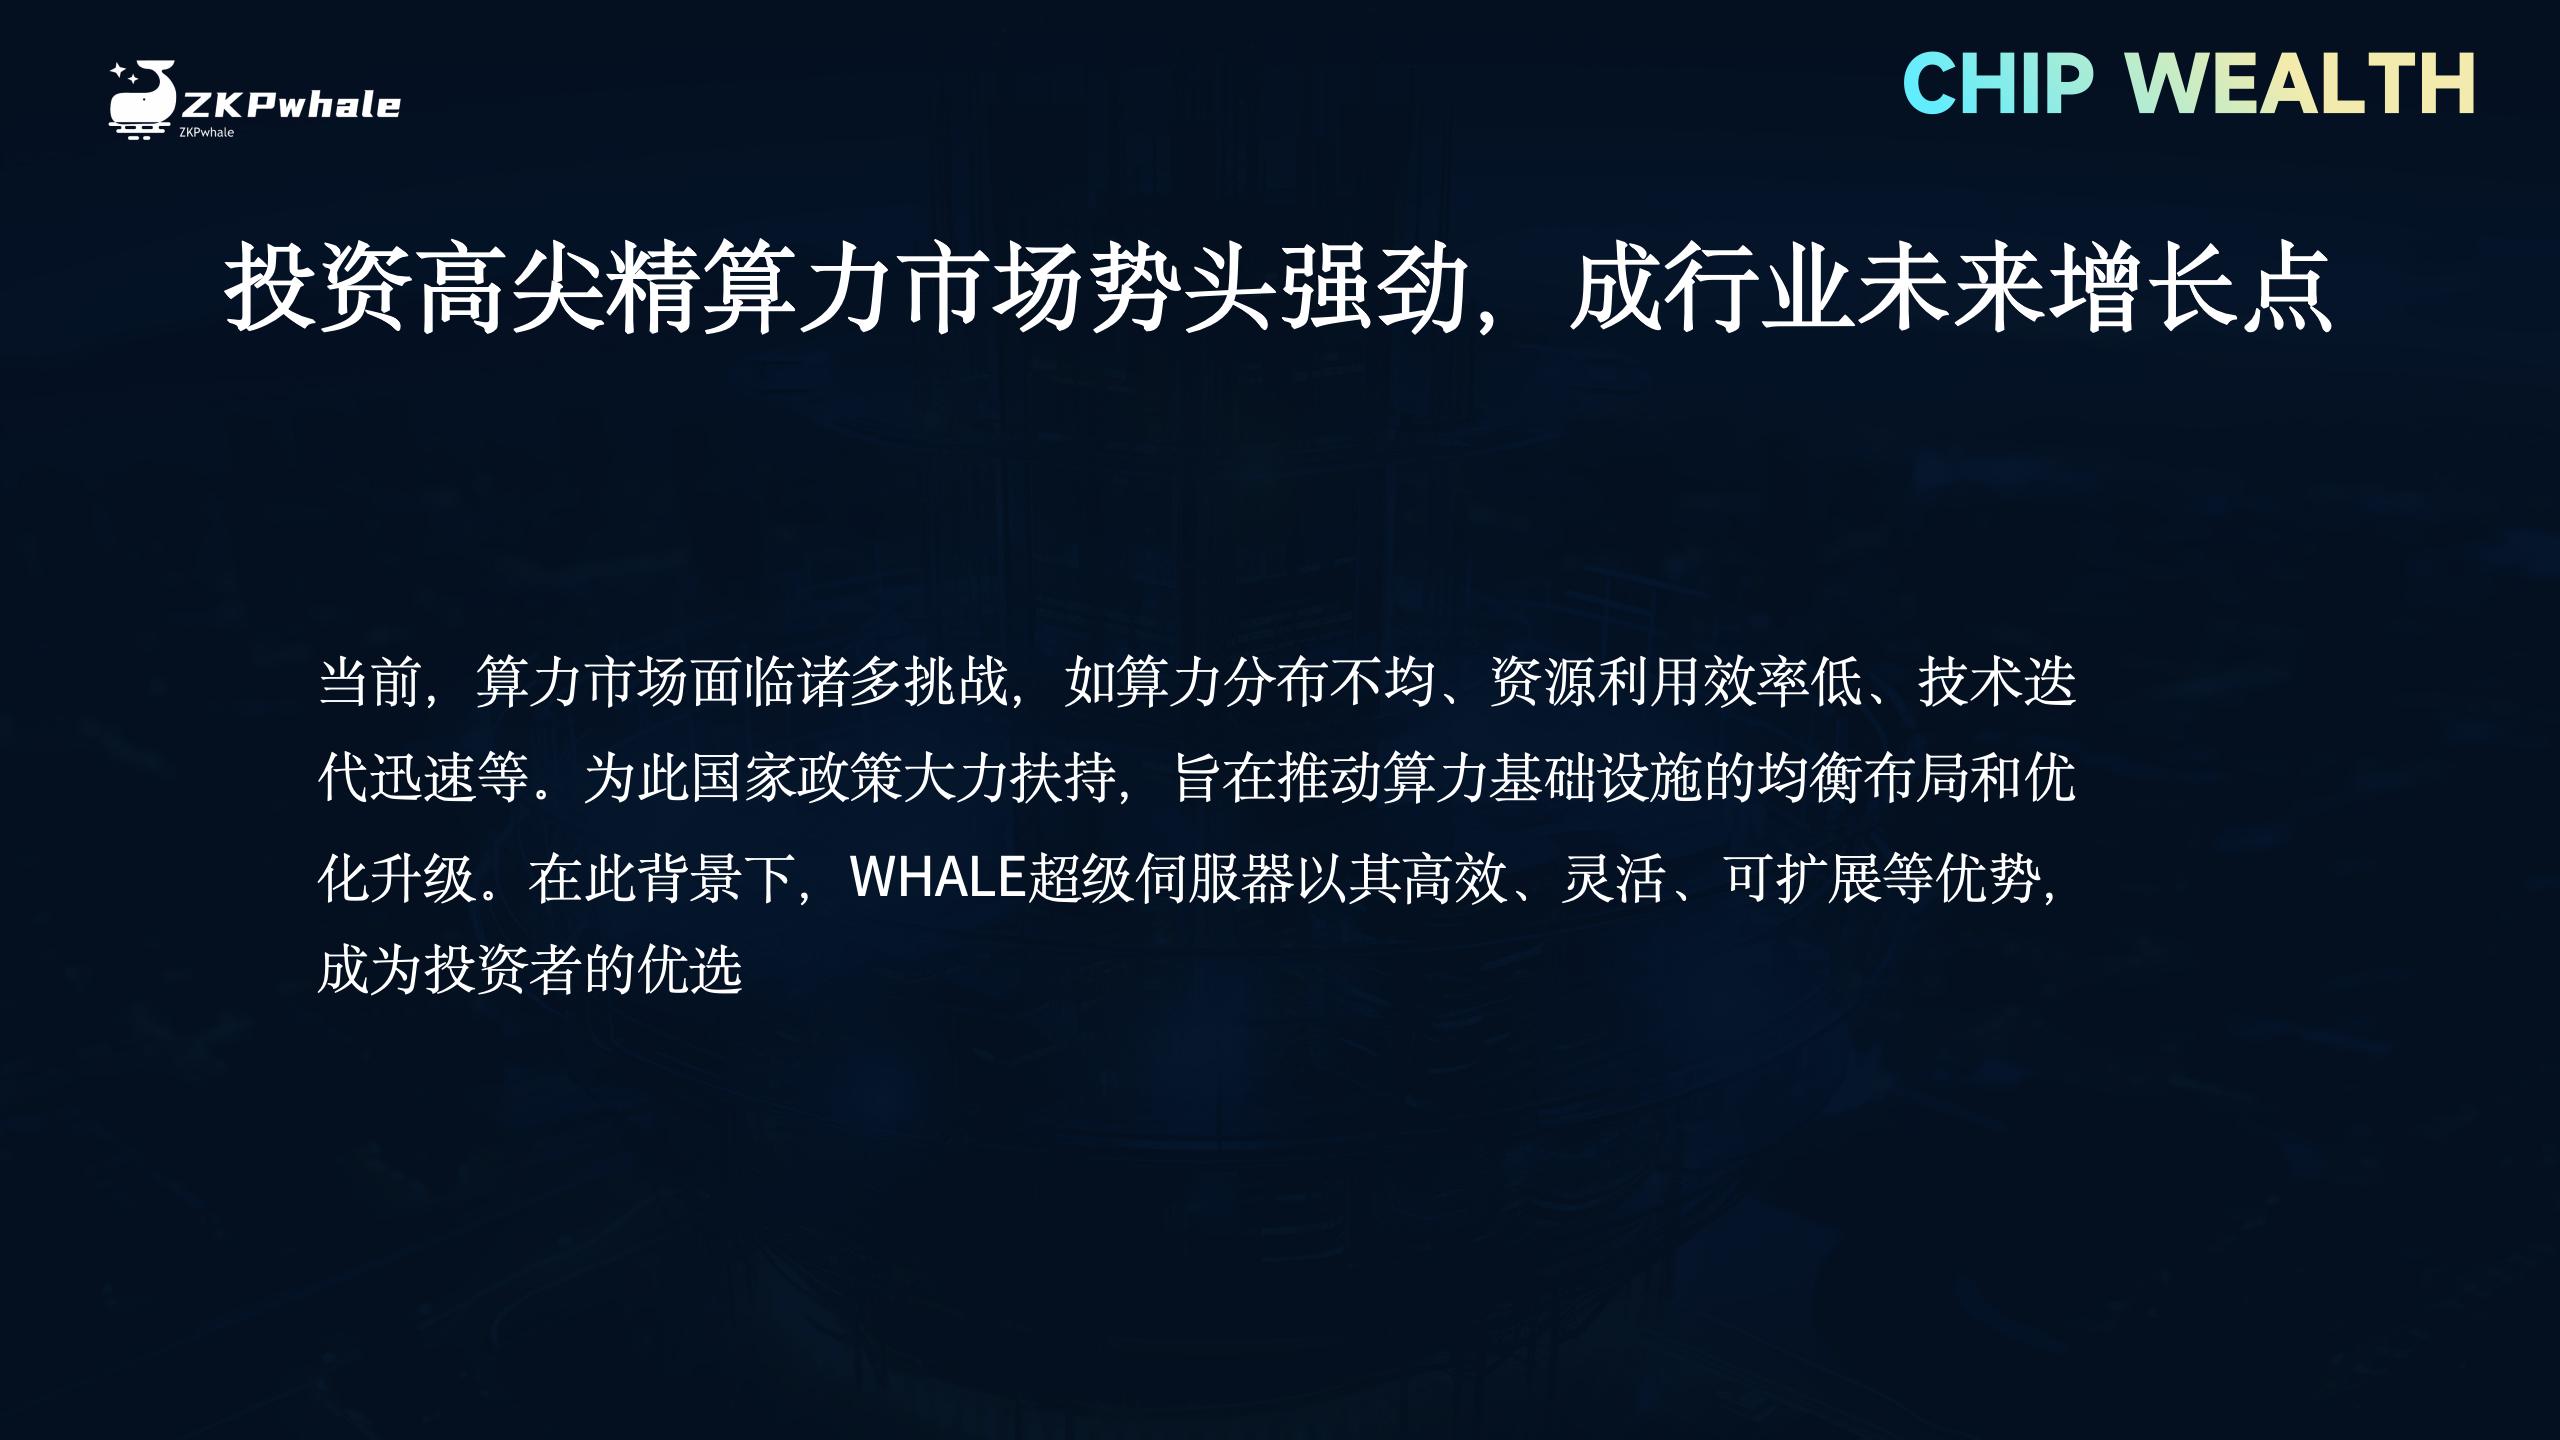 ZKPwhale
ZKPwhale
CHIP WEALTH
投资高尖精算力市场势头强劲，成行业未来增长点
当前，算力市场面临诸多挑战，如算力分布不均、资源利用效率低、技术迭
代迅速等。为此国家政策大力扶持，旨在推动算力基础设施的均衡布局和优
化升级。在此背景下，WHALE超级伺服器以其高效、灵活、可扩展等优势，
成为投资者的优选